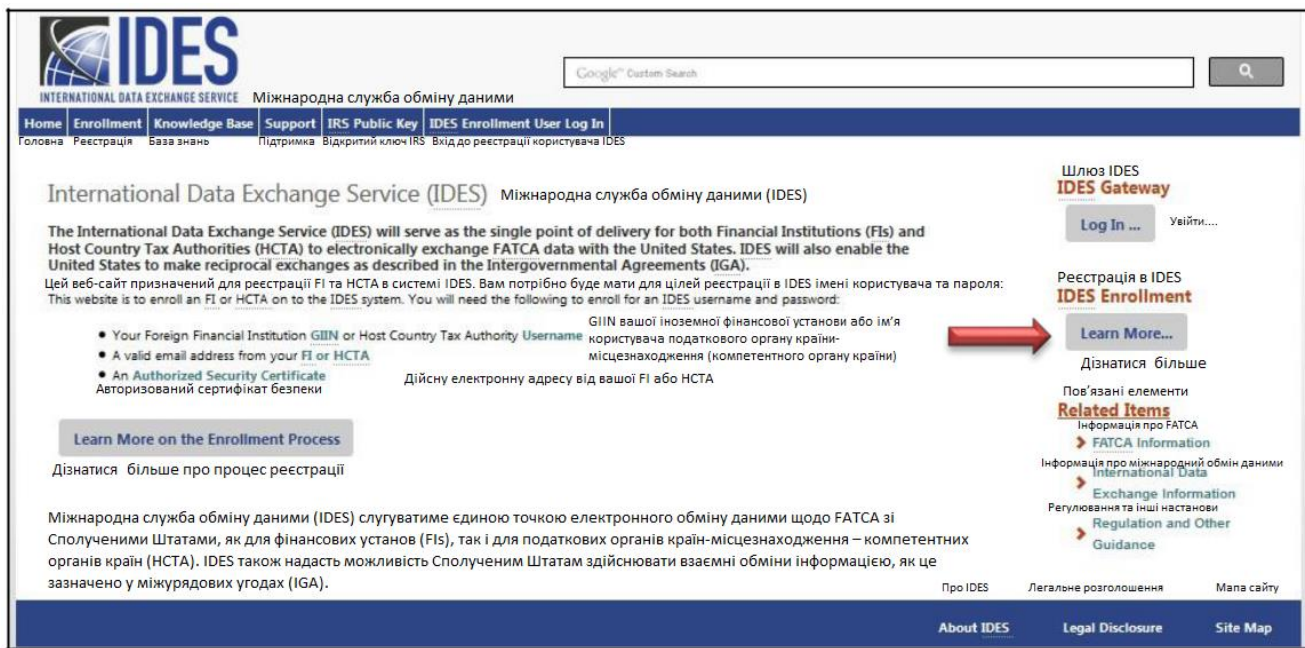 IDES
INTERNATIONAL DATA EXCHANGE SERVICE Міжнародна служба обміну даними
Google™ Custom Search
Home Enrollment Knowledge Base Support IRS Public Key IDES Enrollment User Log In
Головна Реєстрація База знань Підтримка Відкритий ключ IRS Вхід до реєстрації користувача IDES
International Data Exchange Service (IDES) Міжнародна служба обміну даними (IDES)
The International Data Exchange Service (IDES) will serve as the single point of delivery for both Financial Institutions (FIs) and
Host Country Tax Authorities (HCTA) to electronically exchange FATCA data with the United States. IDES will also enable the
United States to make reciprocal exchanges as described in the Intergovernmental Agreements (IGA).
Цей веб-сайт призначений для реєстрації FI та HCTA в системі IDES. Вам потрібно буде мати для цілей реєстрації в IDES імені користувача та пароля:
This website is to enroll an FI or HCTA on to the IDES system. You will need the following to enroll for an IDES username and password:
• Your Foreign Financial Institution GIIN or Host Country Tax Authority Username
GIIN вашої іноземної фінансової установи або ім'я
користувача податкового органу країни-
місцезнаходження (компетентного органу країни)
• A valid email address from your FI or HCTA
• An Authorized Security Certificate
Дійсну електронну адресу від вашої FI або HCTA
Авторизований сертифікат безпеки
Learn More on the Enrollment Process
Дізнатися більше про процес реєстрації
Міжнародна служба обміну даними (IDES) слугуватиме єдиною точкою електронного обміну даними щодо FATCA зі
Сполученими Штатами, як для фінансових установ (FIs), так і для податкових органів країн-місцезнаходження – компетентних
органів країн (HCTA). IDES також надасть можливість Сполученим Штатам здійснювати взаємні обміни інформацією, як це
зазначено у міжурядових угодах (IGA).
Шлюз IDES
IDES Gateway
Log In ... Увійти....
Реєстрація в IDES
IDES Enrollment
Learn More...
Дізнатися більше
Пов'язані елементи
Related Items
Інформація про FATCA
FATCA Information
Інформація про міжнародний обмін даними
International Data
Exchange Information
Регулювання та інші настанови
Regulation and Other
Guidance
Про IDES Легальне розголошення Мапа сайту
About IDES Legal Disclosure Site Map